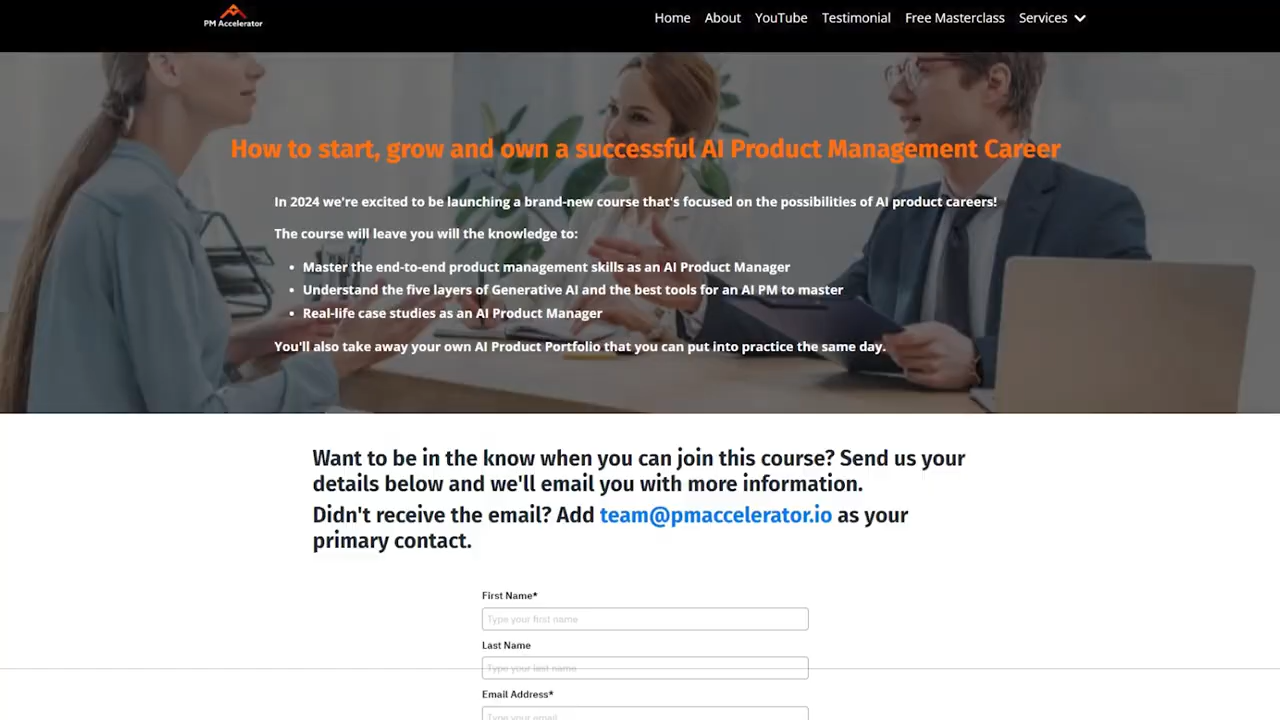 PM Accelerator
Home About YouTube Testimonial Free Masterclass Services
How to start, grow and own a successful AI Product Management Career
In 2024 we're excited to be launching a brand-new course that's focused on the possibilities of AI product careers!
The course will leave you will the knowledge to:
• Master the end-to-end product management skills as an AI Product Manager
• Understand the five layers of Generative AI and the best tools for an AI PM to master
• Real-life case studies as an AI Product Manager
You'll also take away your own AI Product Portfolio that you can put into practice the same day.
Want to be in the know when you can join this course? Send us your
details below and we'll email you with more information.
Didn't receive the email? Add team@pmaccelerator.io as your
primary contact.
First Name*
Type your first name
Last Name
Type your last name
Email Address*
Type your email